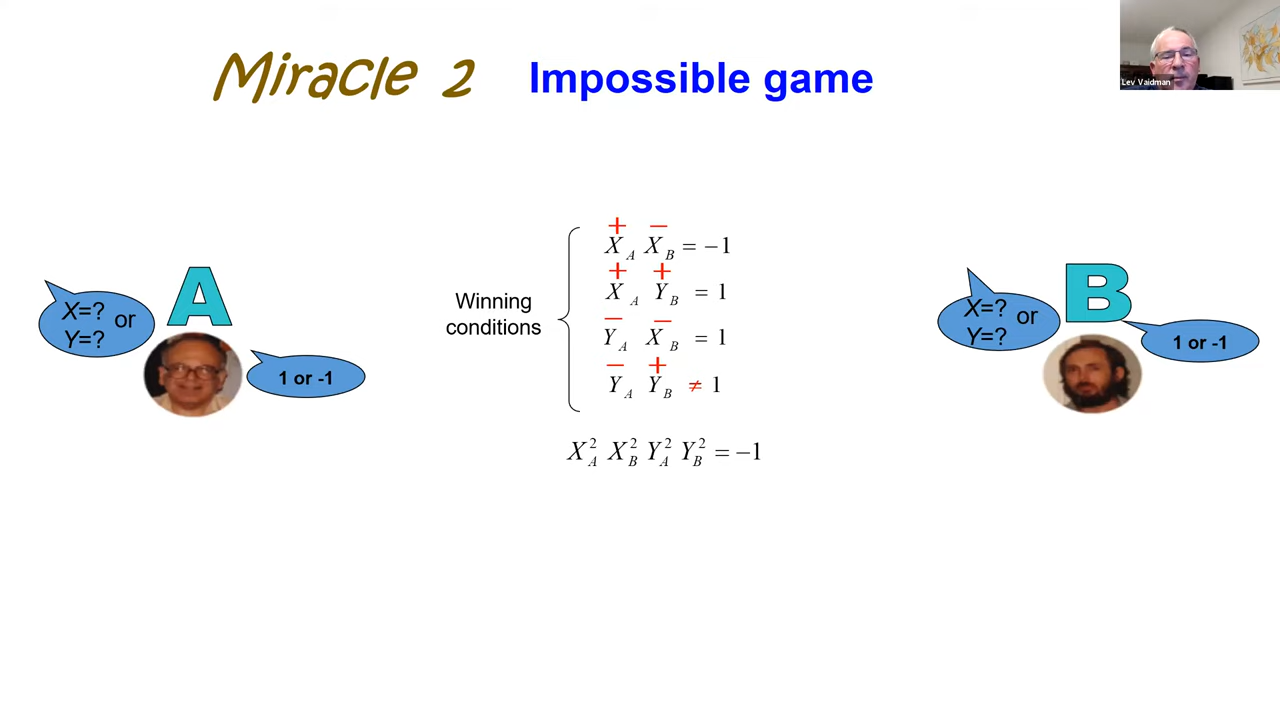 Miracle 2 Impossible game
Lev Vaidman
A
X=? or
Y=?
1 or -1
Winning
conditions
+ −
X_A X_B = −1
+ +
X_A Y_B = 1
− −
Y_A X_B = 1
− +
Y_A Y_B ≠ 1
X_A^2 X_B^2 Y_A^2 Y_B^2 = −1
B
X=? or
Y=?
1 or -1